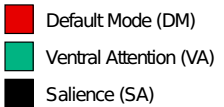 Default Mode (DM)
Ventral Attention (VA)
Salience (SA)